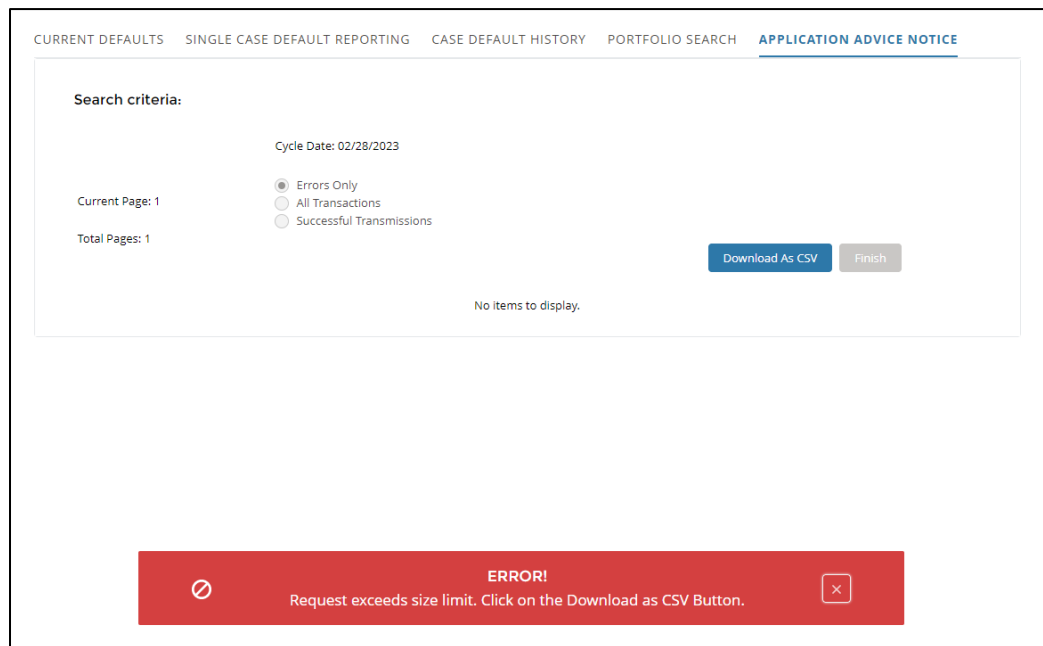 CURRENT DEFAULTS SINGLE CASE DEFAULT REPORTING CASE DEFAULT HISTORY PORTFOLIO SEARCH APPLICATION ADVICE NOTICE
Search criteria:
Cycle Date: 02/28/2023
Errors Only
Current Page: 1
All Transactions
Successful Transmissions
Total Pages: 1
Download As CSV Finish
No items to display.
ERROR!
Request exceeds size limit. Click on the Download as CSV Button.